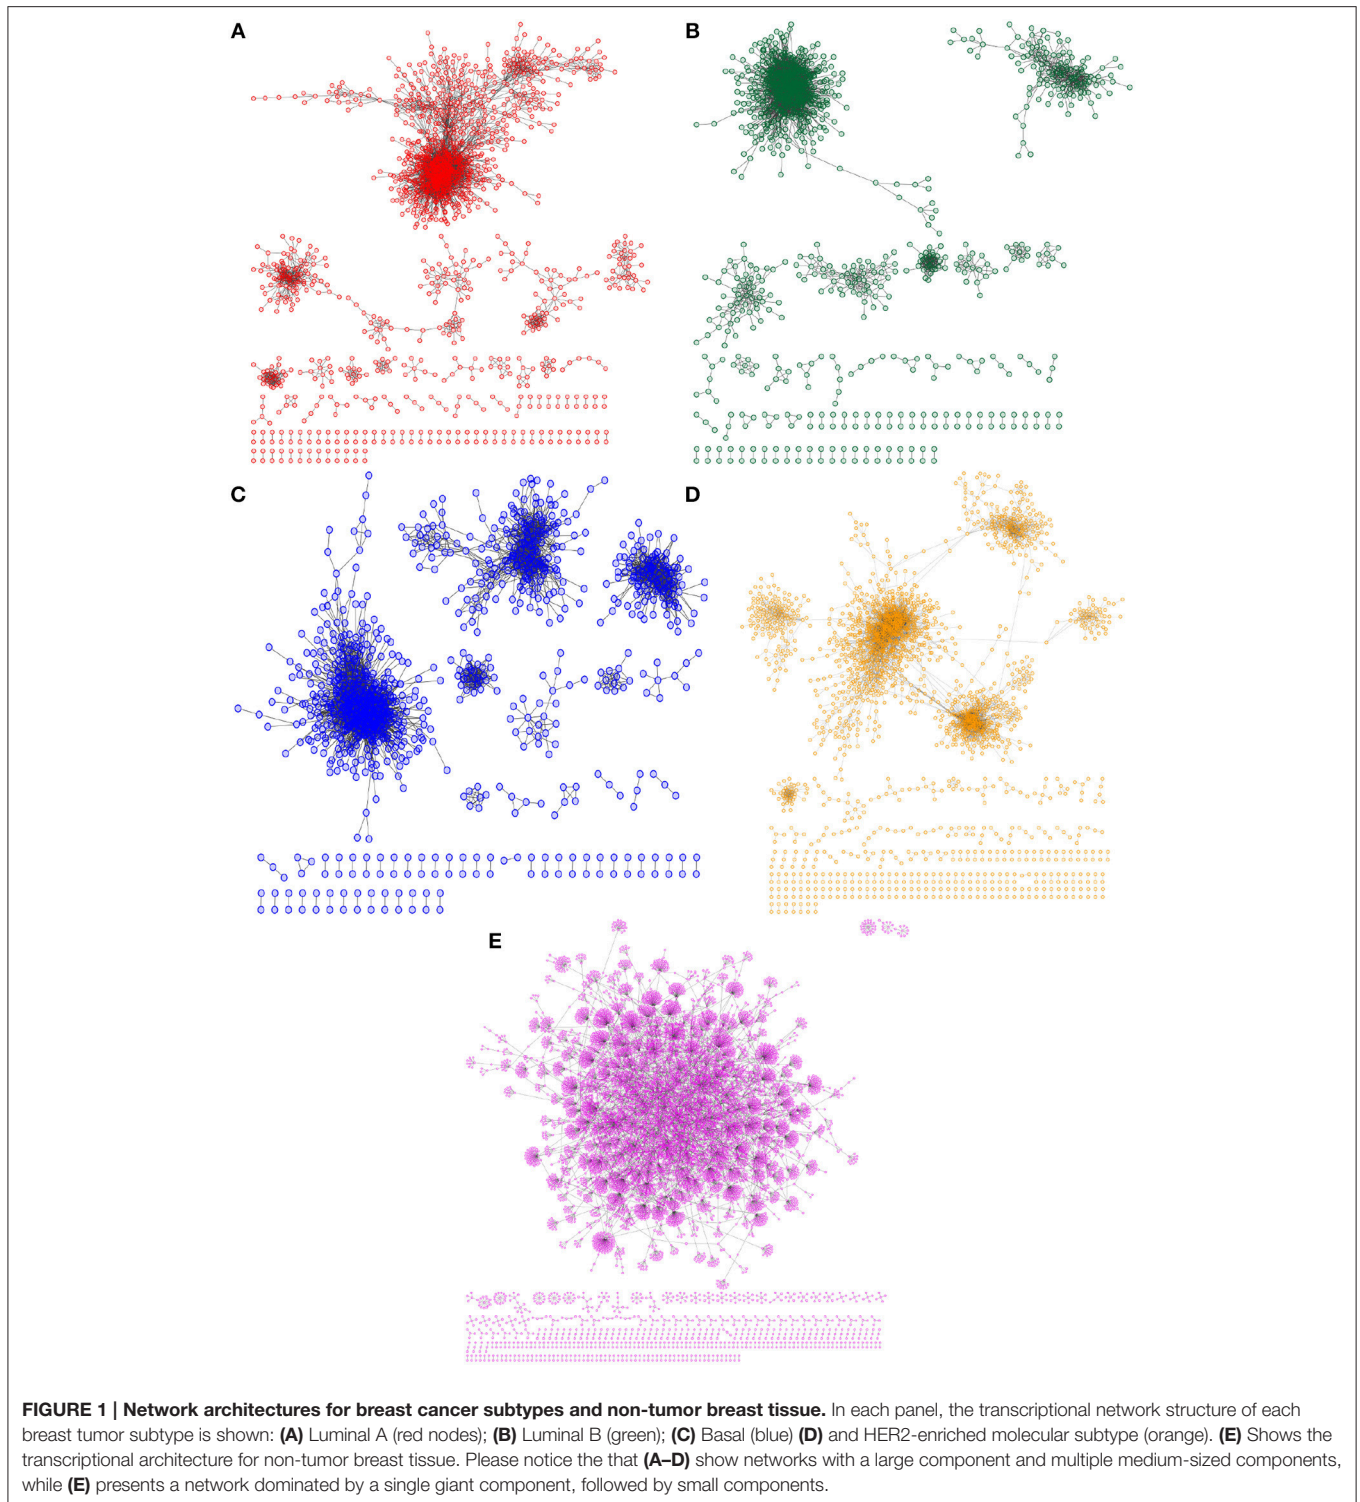 A
B
C
D
E
FIGURE 1 | Network architectures for breast cancer subtypes and non-tumor breast tissue. In each panel, the transcriptional network structure of each
breast tumor subtype is shown: (A) Luminal A (red nodes); (B) Luminal B (green); (C) Basal (blue) (D) and HER2-enriched molecular subtype (orange). (E) Shows the
transcriptional architecture for non-tumor breast tissue. Please notice the that (A–D) show networks with a large component and multiple medium-sized components,
while (E) presents a network dominated by a single giant component, followed by small components.